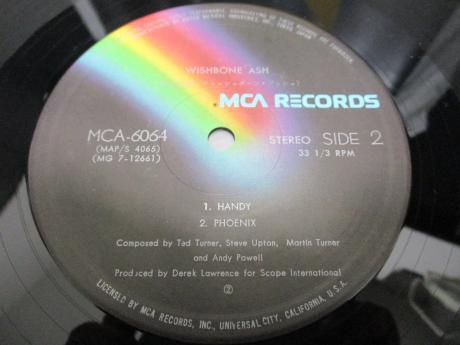 WISHBONE ASH
MCA RECORDS
MCA-6064
(MAP/S 4065)
(MG 7-12661)
STEREO SIDE 2
33 1/3 RPM
1. HANDY
2. PHOENIX
Composed by Tad Turner, Steve Upton, Martin Turner
and Andy Powell
Produced by Derek Lawrence for Scope International
②
LICENSED BY MCA RECORDS, INC., UNIVERSAL CITY, CALIFORNIA, U.S.A.